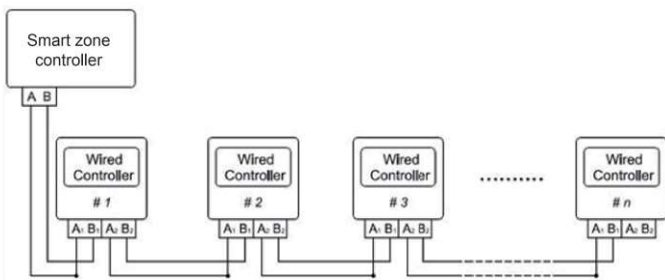 Smart zone
controller
A B
Wired
Controller
# 1
A₁ B₁ A₂ B₂
Wired
Controller
# 2
A₁ B₁ A₂ B₂
Wired
Controller
# 3
A₁ B₁ A₂ B₂
Wired
Controller
# n
A₁ B₁ A₂ B₂